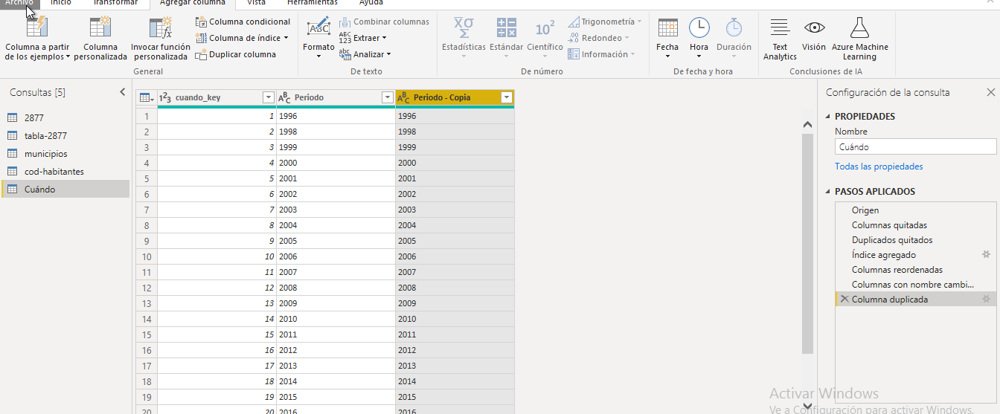 Archivo Inicio Transformar Agregar columna Vista Herramientas Ayuda
Columna a partir de los ejemplos
Columna personalizada
Invocar función personalizada
Columna condicional
Columna de índice
Duplicar columna
General
Formato
Combinar columnas
Extraer
Analizar
De texto
Estadísticas
Estándar
Científico
Trigonometría
Redondeo
Información
De número
Fecha
Hora
Duración
De fecha y hora
Text Analytics
Visión
Azure Machine Learning
Conclusiones de IA
Consultas [5]
2877
tabla-2877
municipios
cod-habitantes
Cuándo
cuando_key Periodo Periodo - Copia
1 1 1996 1996
2 2 1998 1998
3 3 1999 1999
4 4 2000 2000
5 5 2001 2001
6 6 2002 2002
7 7 2003 2003
8 8 2004 2004
9 9 2005 2005
10 10 2006 2006
11 11 2007 2007
12 12 2008 2008
13 13 2009 2009
14 14 2010 2010
15 15 2011 2011
16 16 2012 2012
17 17 2013 2013
18 18 2014 2014
19 19 2015 2015
20 20 2016 2016
Configuración de la consulta
PROPIEDADES
Nombre
Cuándo
Todas las propiedades
PASOS APLICADOS
Origen
Columnas quitadas
Duplicados quitados
Índice agregado
Columnas reordenadas
Columnas con nombre cambi...
Columna duplicada
Activar Windows
Ve a Configuración para activar Windows.